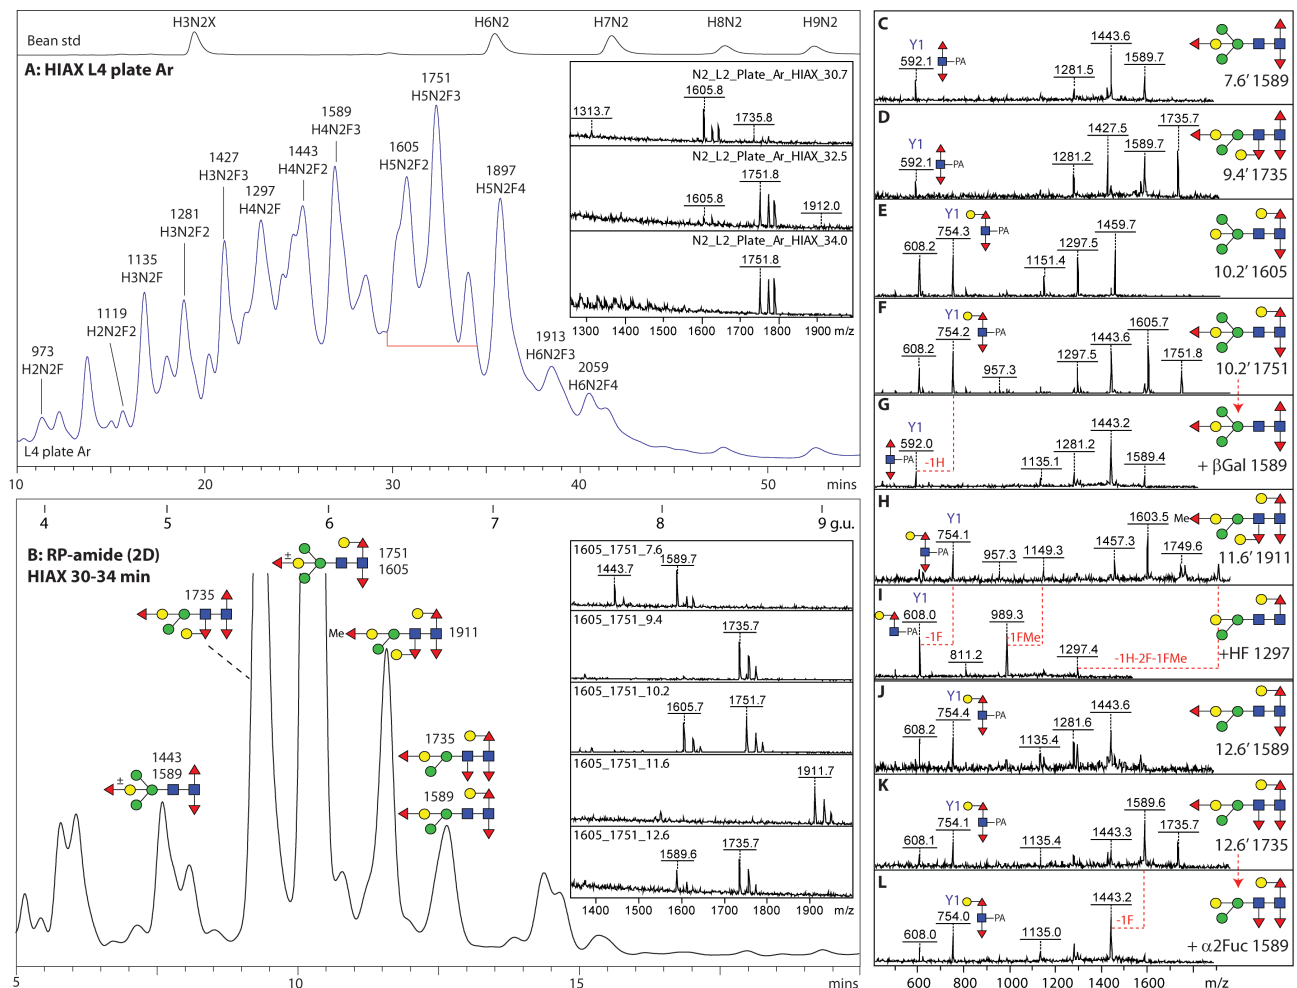 H3N2X
H6N2
H7N2
H8N2
H9N2
Bean std
A: HIAX L4 plate Ar
1751
H5N2F3
1589
H4N2F3
1605
H5N2F2
1443
H4N2F2
1427
H3N2F3
1897
H5N2F4
1297
H4N2F
1281
H3N2F2
1135
H3N2F
1119
H2N2F2
973
H2N2F
1913
H6N2F3
2059
H6N2F4
L4 plate Ar
10
20
30
40
50
mins
N2_L2_Plate_Ar_HIAX_30.7
1605.8
1313.7
1735.8
N2_L2_Plate_Ar_HIAX_32.5
1751.8
1605.8
1912.0
N2_L2_Plate_Ar_HIAX_34.0
1751.8
1300 1400 1600 1800 1900 m/z
4
5
6
7
8
9 g.u.
B: RP-amide (2D)
HIAX 30-34 min
±
1751
1605
1735
Me
1911
1735
1589
±
1443
1589
5
10
15
mins
1605_1751_7.6
1589.7
1443.7
1605_1751_9.4
1735.7
1605_1751_10.2
1751.7
1605.7
1605_1751_11.6
1911.7
1605_1751_12.6
1735.7
1589.6
1400 1500 1600 1700 1800 1900 m/z
C
Y1
592.1
PA
1281.5
1443.6
1589.7
7.6′ 1589
D
Y1
592.1
PA
1281.2
1427.5
1589.7
1735.7
9.4′ 1735
E
Y1
608.2
754.3
PA
1151.4
1297.5
1459.7
10.2′ 1605
F
Y1
608.2
754.2
PA
957.3
1297.5
1443.6
1605.7
1751.8
10.2′ 1751
G
Y1
592.0
PA
-1H
1135.1
1281.2
1443.2
1589.4
+ βGal 1589
H
Y1
754.1
PA
957.3
1149.3
1457.3
1603.5
1749.6
Me
11.6′ 1911
I
Y1
608.0
PA
-1F
811.2
989.3
1FMe
1297.4
-1H-2F-1FMe
+HF 1297
J
Y1
608.2
754.4
PA
1135.4
1281.6
1443.6
12.6′ 1589
K
Y1
608.1
754.1
PA
1135.4
1443.3
1589.6
1735.7
12.6′ 1735
L
Y1
608.0
754.0
PA
1135.0
1443.2
-1F
+ α2Fuc 1589
600 800 1000 1200 1400 1600 m/z